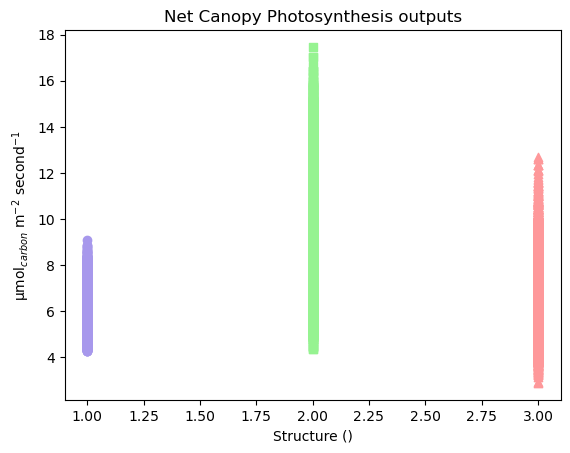 Net Canopy Photosynthesis outputs
18
16
14
12
10
8
6
4
μmol_carbon m⁻² second⁻¹
1.00 1.25 1.50 1.75 2.00 2.25 2.50 2.75 3.00
Structure ()